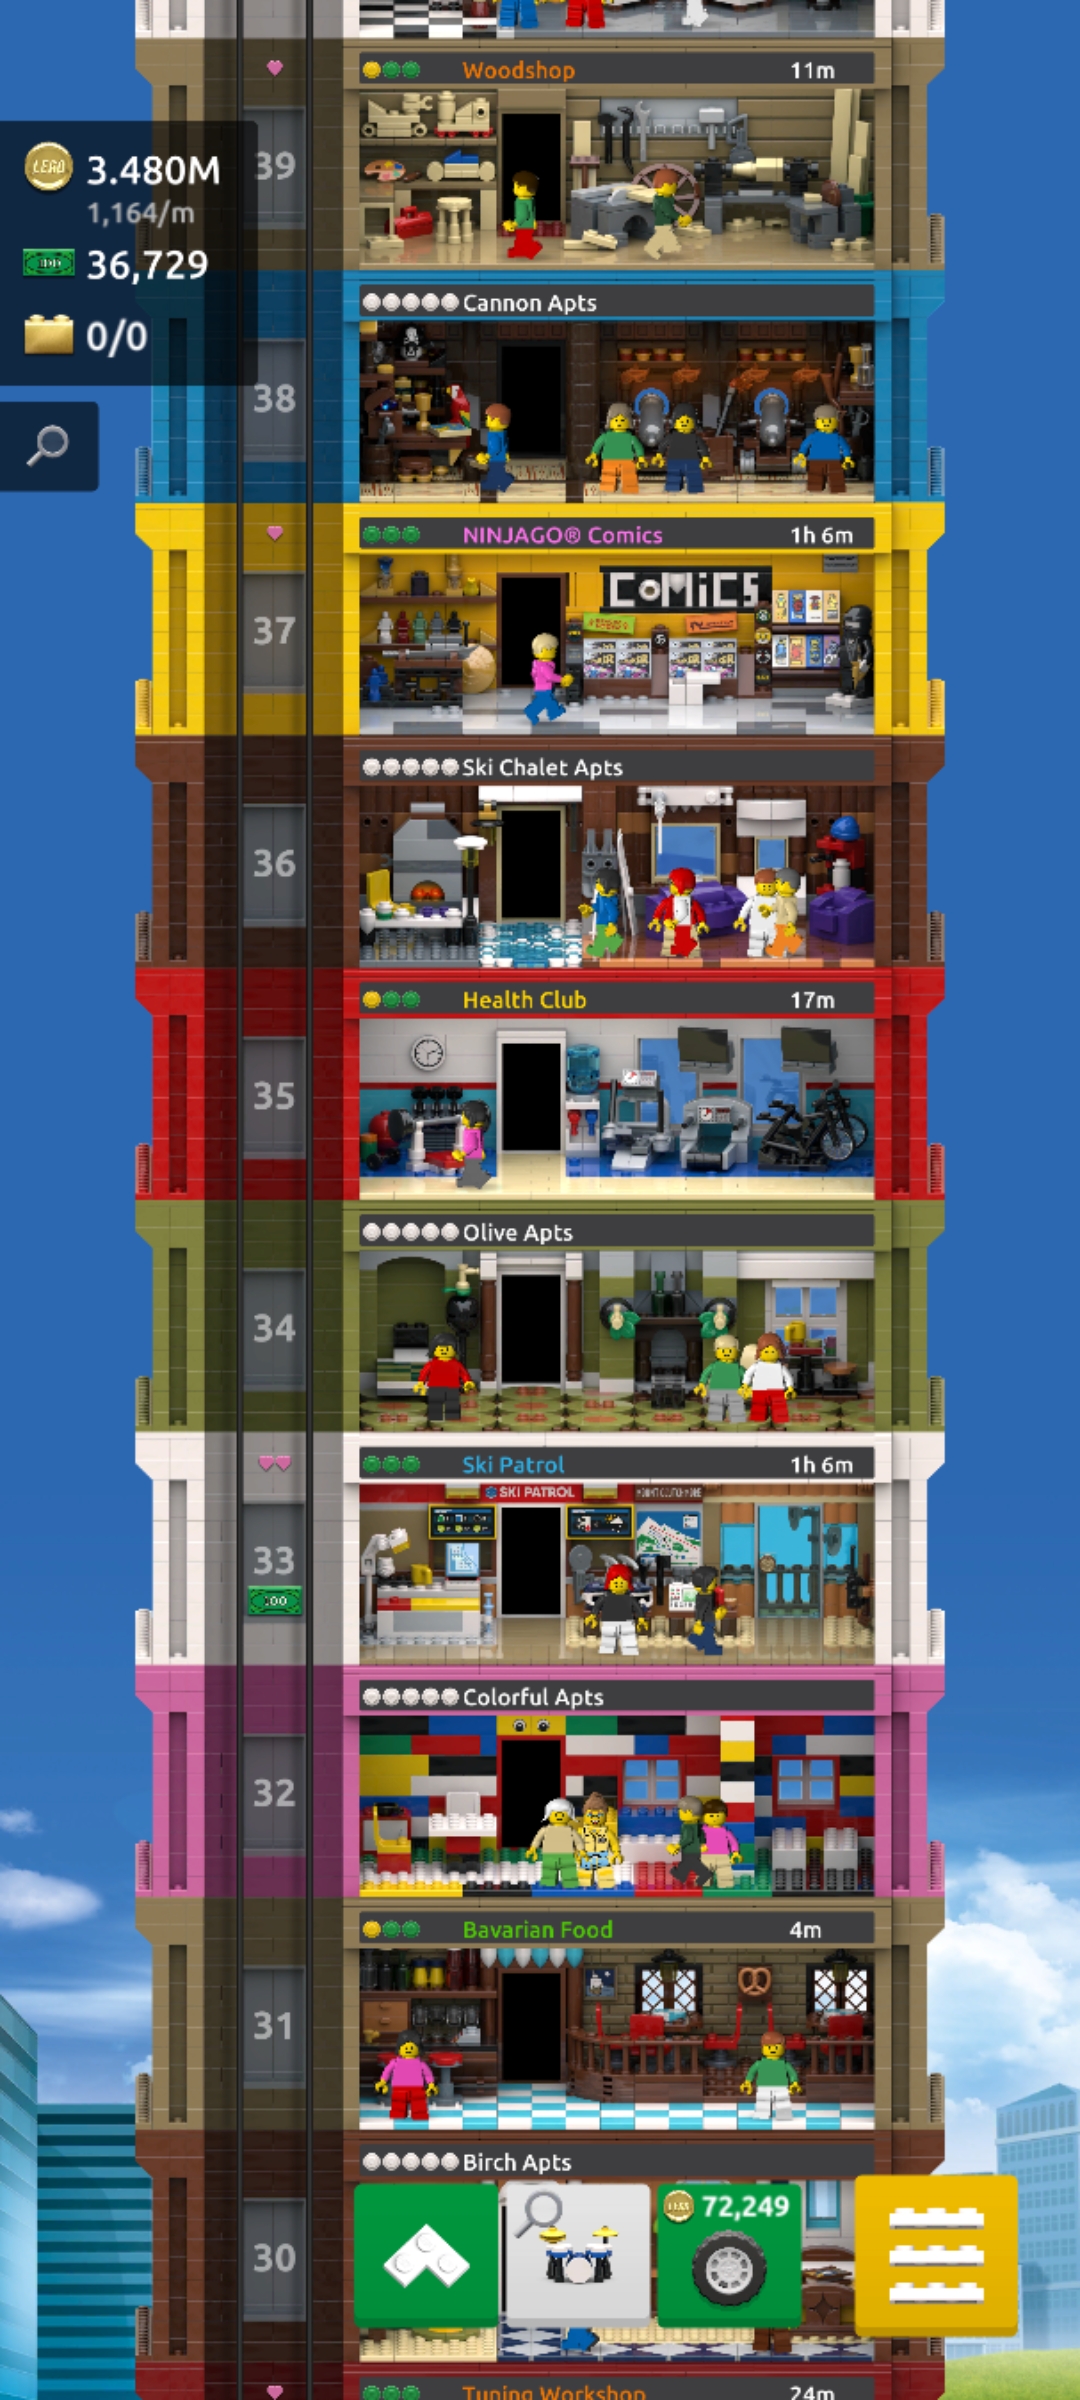 Woodshop 11m
39
LEGO 3.480M
1,164/m
36,729
0/0
Cannon Apts
38
NINJAGO® Comics 1h 6m
COMiCS
37
Ski Chalet Apts
36
Health Club 17m
35
Olive Apts
34
Ski Patrol 1h 6m
SKI PATROL
33
100
Colorful Apts
32
Bavarian Food 4m
31
Birch Apts
72,249
30
Tuning Workshop 24m